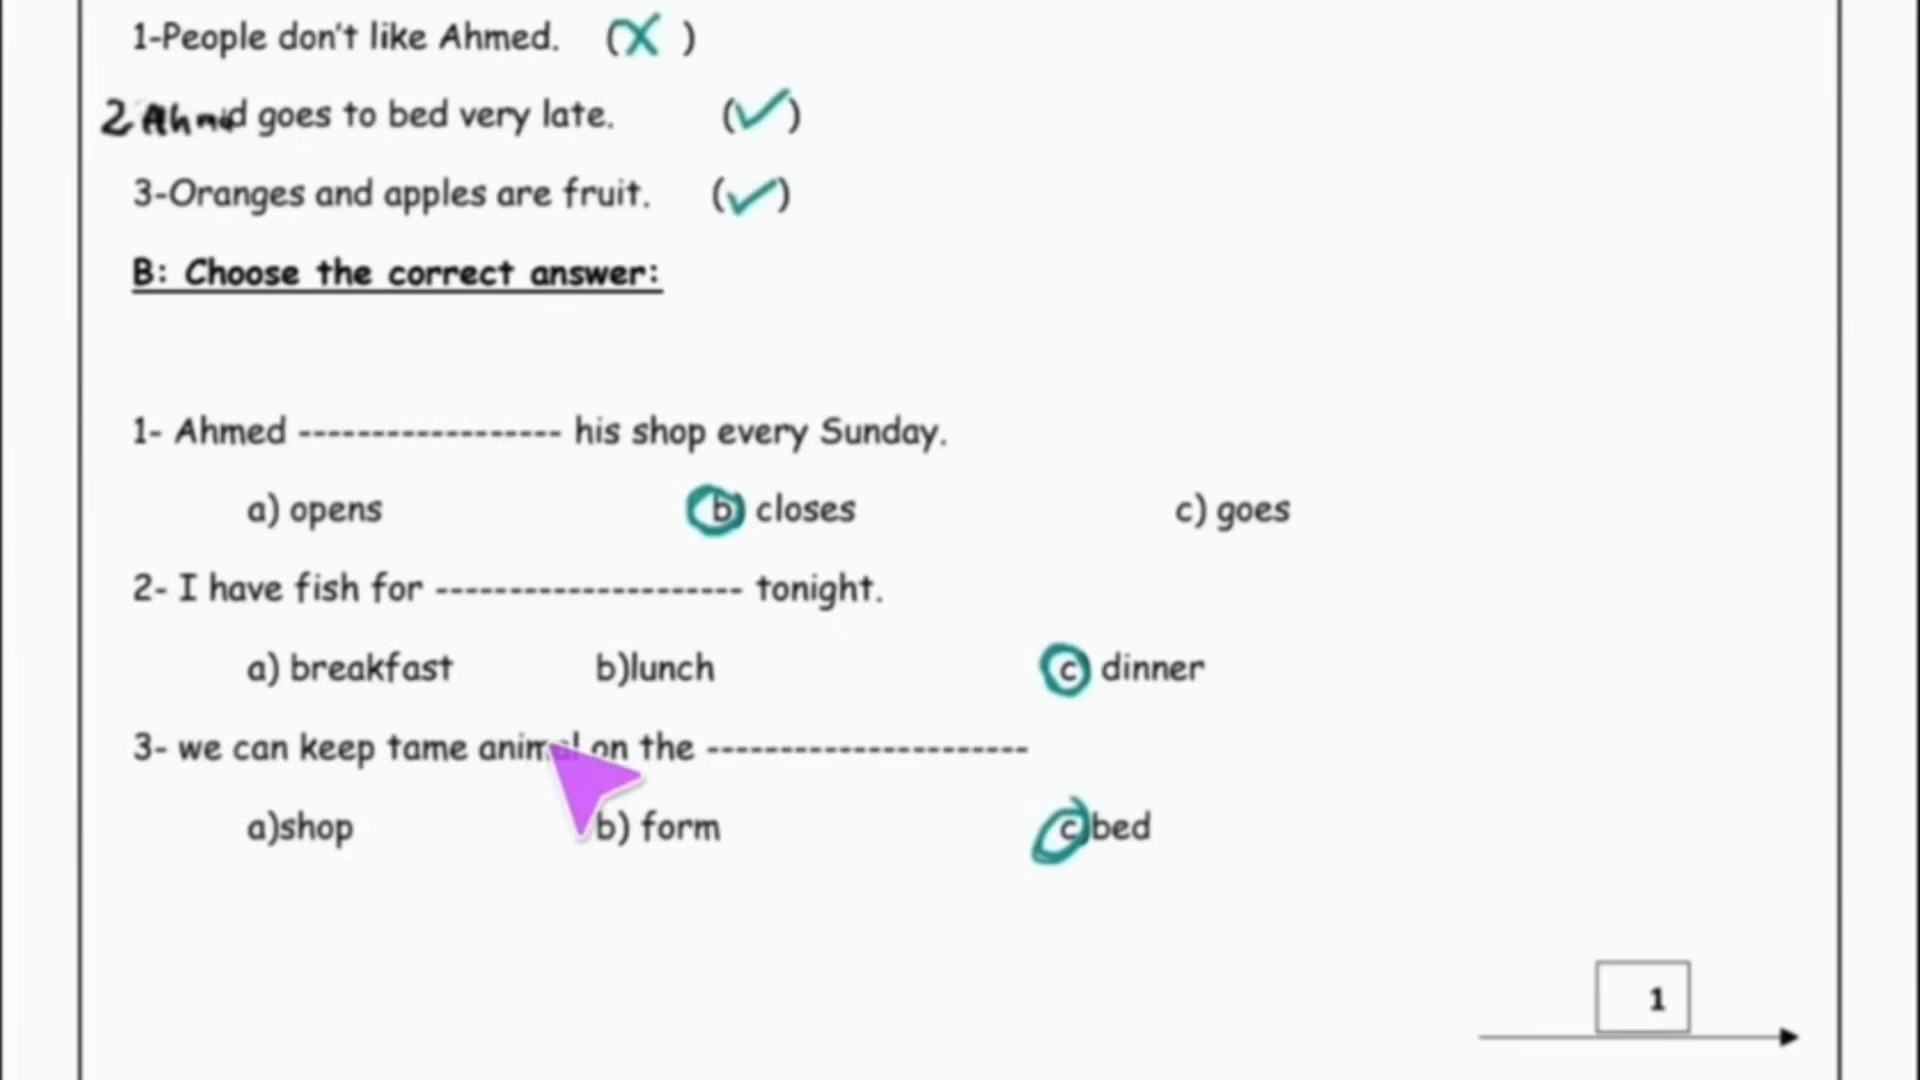 1-People don't like Ahmed. (X )
2 Ahmed goes to bed very late. (✓)
3-Oranges and apples are fruit. (✓)
B: Choose the correct answer:
1- Ahmed ------------------ his shop every Sunday.
a) opens b) closes c) goes
2- I have fish for --------------------- tonight.
a) breakfast b)lunch c) dinner
3- we can keep tame animal on the ----------------------
a)shop b) form c)bed
1